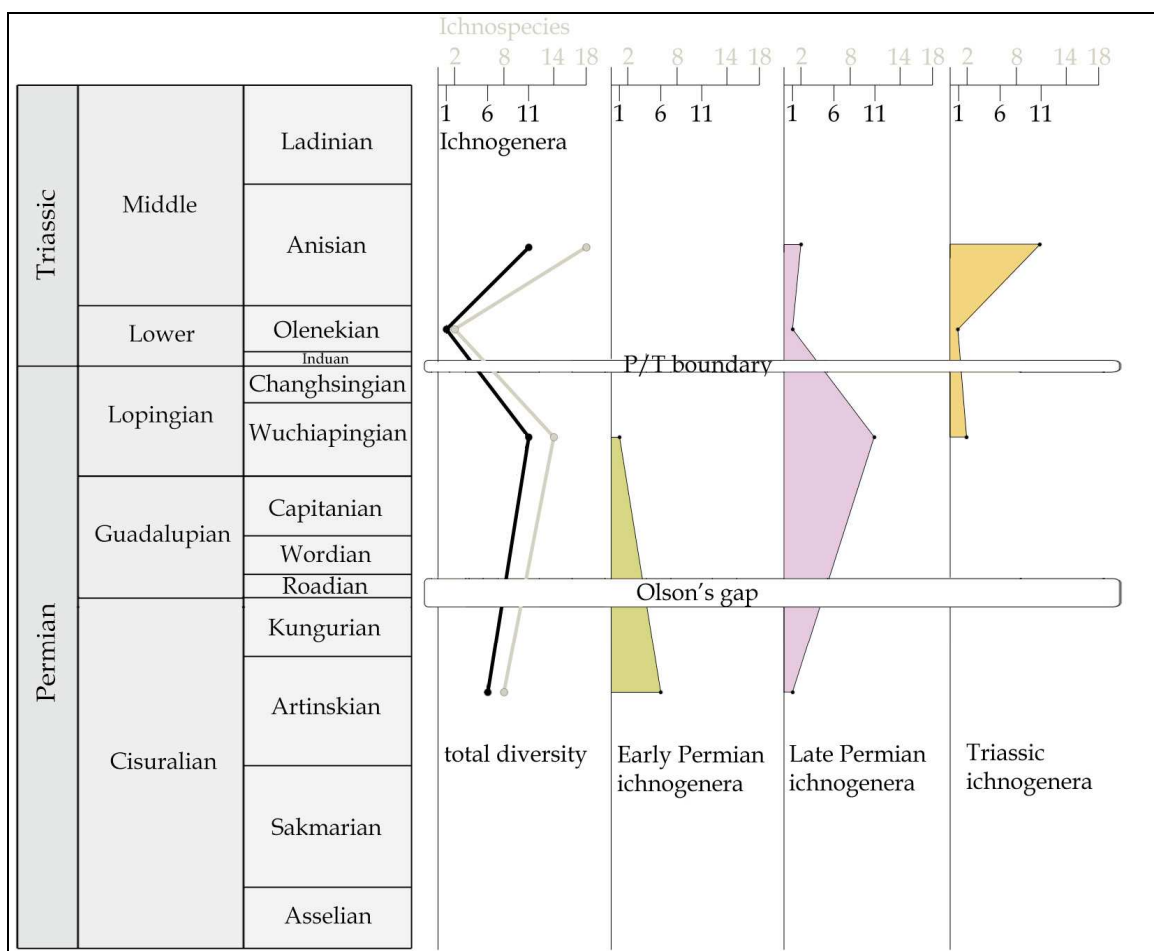 Ichnospecies
2 8 14 18 2 8 14 18 2 8 14 18 2 8 14 18
1 6 11 1 6 11 1 6 11 1 6 11
Ichnogenera
Triassic
Middle
Ladinian
Anisian
Lower
Olenekian
Induan
P/T boundary
Permian
Lopingian
Changhsingian
Wuchiapingian
Guadalupian
Capitanian
Wordian
Roadian
Olson's gap
Cisuralian
Kungurian
Artinskian
Sakmarian
Asselian
total diversity
Early Permian
ichnogenera
Late Permian
ichnogenera
Triassic
ichnogenera